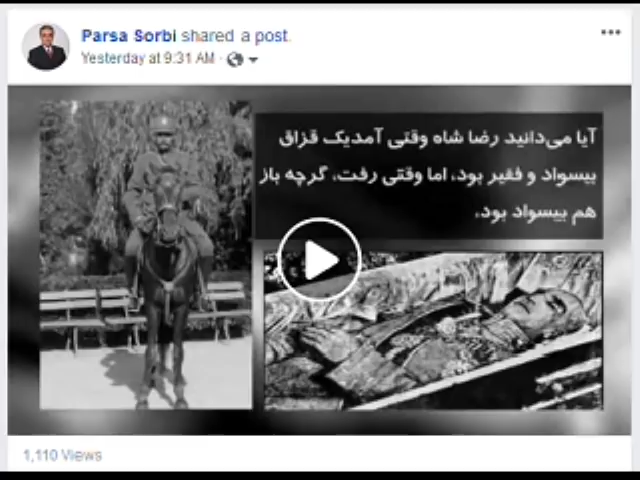 Parsa Sorbi shared a post.
Yesterday at 9:31 AM ·
آیا می‌دانید رضا شاه وقتی آمدیک قزاق
بیسواد و فقیر بود، اما وقتی رفت، گرچه باز
هم بیسواد بود،
1,110 Views